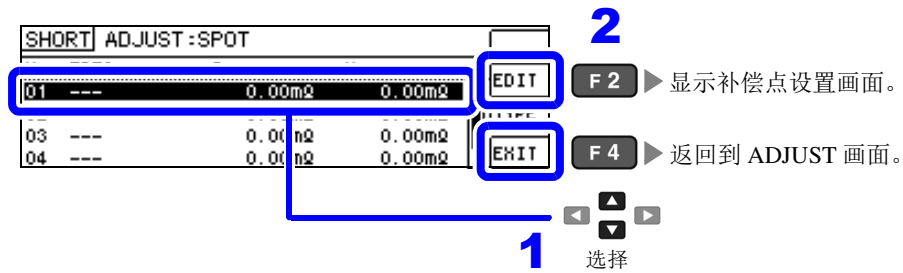 2
SHORT ADJUST :SPOT
01 --- 0.00mΩ 0.00mΩ
EDIT
F 2 显示补偿点设置画面。
03 --- 0.00mΩ 0.00mΩ
04 --- 0.00mΩ 0.00mΩ
EXIT
F 4 返回到 ADJUST 画面。
1
选择